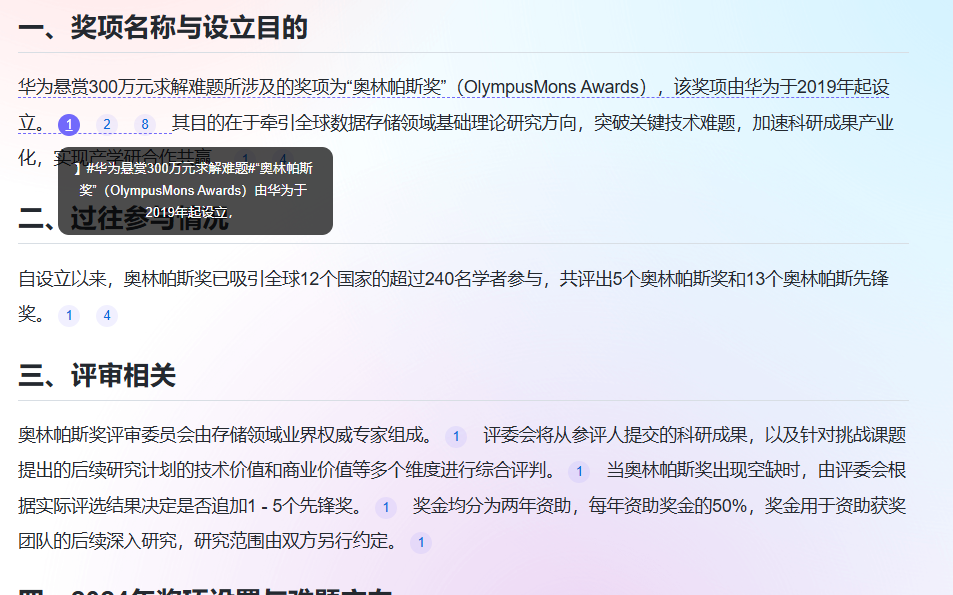 一、奖项名称与设立目的
华为悬赏300万元求解难题所涉及的奖项为“奥林帕斯奖”（OlympusMons Awards），该奖项由华为于2019年起设
立。 1 2 8 其目的在于牵引全球数据存储领域基础理论研究方向，突破关键技术难题，加速科研成果产业
化，实现产学研合作共赢 1 4
】#华为悬赏300万元求解难题#“奥林帕斯
奖”（OlympusMons Awards）由华为于
2019年起设立，
二、过往参与情况
自设立以来，奥林帕斯奖已吸引全球12个国家的超过240名学者参与，共评出5个奥林帕斯奖和13个奥林帕斯先锋
奖。 1 4
三、评审相关
奥林帕斯奖评审委员会由存储领域业界权威专家组成。 1 评委会将从参评人提交的科研成果，以及针对挑战课题
提出的后续研究计划的技术价值和商业价值等多个维度进行综合评判。 1 当奥林帕斯奖出现空缺时，由评委会根
据实际评选结果决定是否追加1 - 5个先锋奖。 1 奖金均分为两年资助，每年资助奖金的50%，奖金用于资助获奖
团队的后续深入研究，研究范围由双方另行约定。 1
四、2024年奖项设置与难题方向